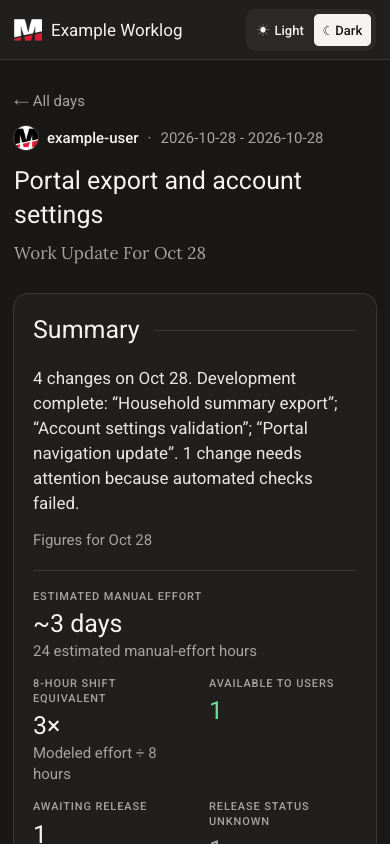 Example Worklog
☀ Light
☾ Dark
← All days
example-user · 2026-10-28 - 2026-10-28
Portal export and account
settings
Work Update For Oct 28
Summary
4 changes on Oct 28. Development
complete: “Household summary export”;
“Account settings validation”; “Portal
navigation update”. 1 change needs
attention because automated checks
failed.
Figures for Oct 28
ESTIMATED MANUAL EFFORT
~3 days
24 estimated manual-effort hours
8-HOUR SHIFT
EQUIVALENT
3×
Modeled effort ÷ 8
hours
AVAILABLE TO USERS
1
AWAITING RELEASE
1
RELEASE STATUS
UNKNOWN